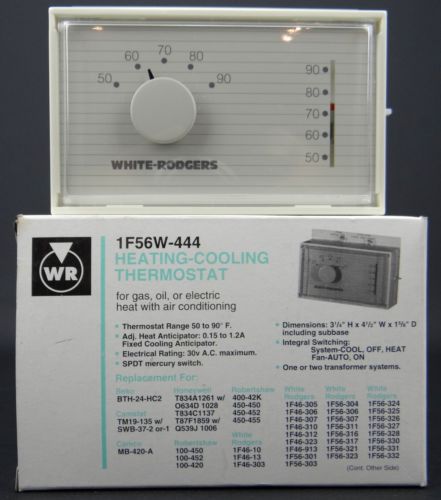 50 60 70 80 90
90
80
70
60
50
WHITE-RODGERS
WR
1F56W-444
HEATING-COOLING
THERMOSTAT
for gas, oil, or electric
heat with air conditioning
• Thermostat Range 50 to 90° F.
• Adj. Heat Anticipator: 0.15 to 1.2A
Fixed Cooling Anticipator.
• Electrical Rating: 30v A.C. maximum.
• SPDT mercury switch.
• Dimensions: 3¼" H x 4½" W x 1⅝" D
including subbase
• Integral Switching:
System-COOL, OFF, HEAT
Fan-AUTO, ON
• One or two transformer systems.
Replacement For:
Besko
BTH-24-HC2
Camstat
TM19-135 w/
SWB-37-2 or-1
Camco
MB-420-A
Honeywell
T834A1261 w/
Q634D 1028
T834C1137
T87F1859 w/
Q539J 1006
Robertshaw
100-450
100-452
100-420
Robertshaw
400-42K
450-450
450-452
450-455
White
Rodgers
1F46-10
1F46-13
1F46-303
White
Rodgers
1F46-305
1F46-306
1F46-307
1F46-310
1F46-312
1F46-323
1F46-913
1F56-301
1F56-303
White
Rodgers
1F56-304
1F56-306
1F56-307
1F56-311
1F56-316
1F56-317
1F56-321
1F56-323
White
Rodgers
1F56-324
1F56-325
1F56-326
1F56-327
1F56-328
1F56-330
1F56-331
1F56-332
(Cont. Other Side)